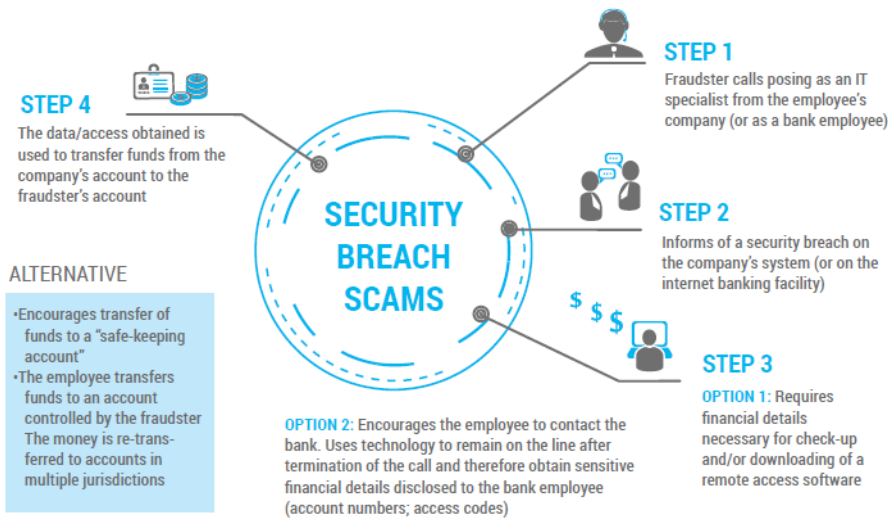 SECURITY
BREACH
SCAMS
STEP 1
Fraudster calls posing as an IT
specialist from the employee's
company (or as a bank employee)
STEP 2
Informs of a security breach on
the company's system (or on the
internet banking facility)
$ $ $
STEP 3
OPTION 1: Requires
financial details
necessary for check-up
and/or downloading of a
remote access software
OPTION 2: Encourages the employee to contact the
bank. Uses technology to remain on the line after
termination of the call and therefore obtain sensitive
financial details disclosed to the bank employee
(account numbers; access codes)
STEP 4
The data/access obtained is
used to transfer funds from the
company's account to the
fraudster's account
ALTERNATIVE
•Encourages transfer of
funds to a “safe-keeping
account”
•The employee transfers
funds to an account
controlled by the fraudster
The money is re-trans-
ferred to accounts in
multiple jurisdictions